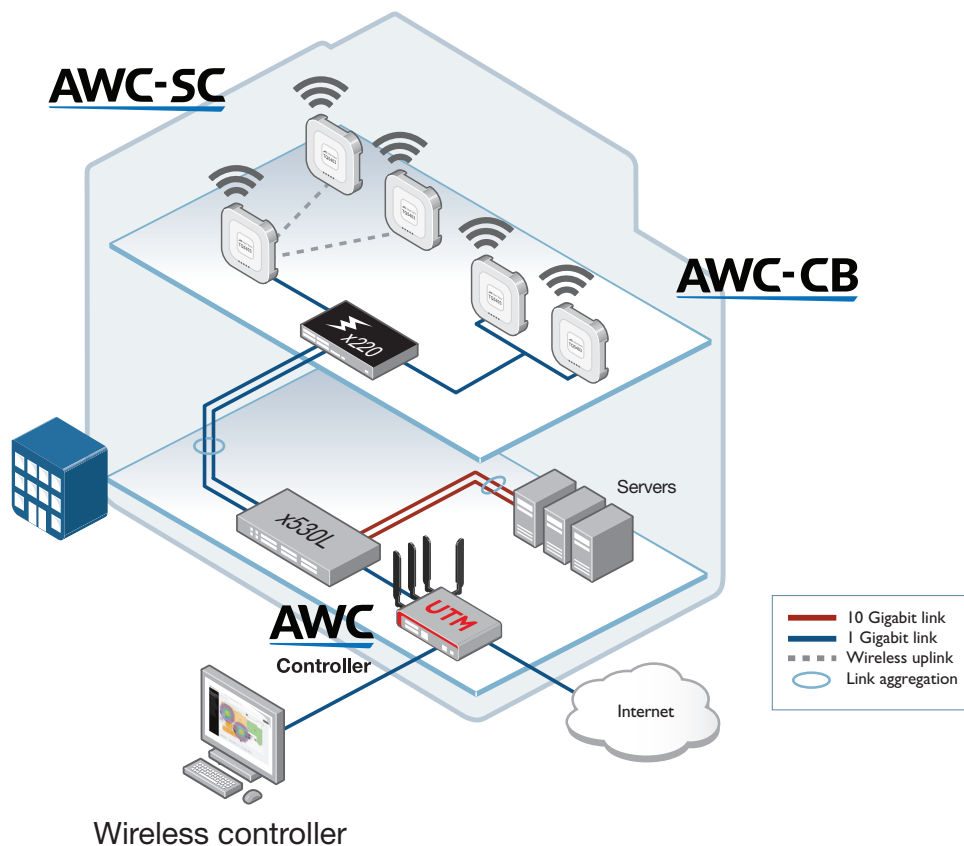 AWC-SC
AWC-CB
x220
Servers
x530L
UTM
AWC
Controller
10 Gigabit link
1 Gigabit link
Wireless uplink
Link aggregation
Internet
Wireless controller